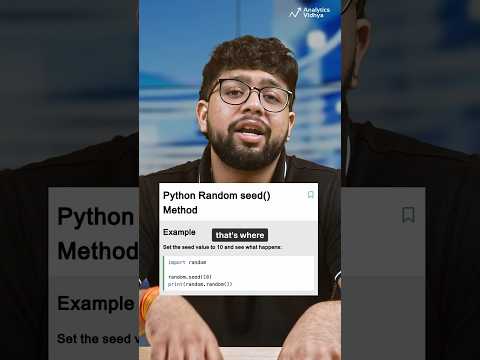 Analytics
Vidhya
Python Random seed()
Method
Example
that's where
Set the seed value to 10 and see what happens:
import random
random.seed(10)
print(random.random())
Python
Method
Example
Set the seed
ppens: